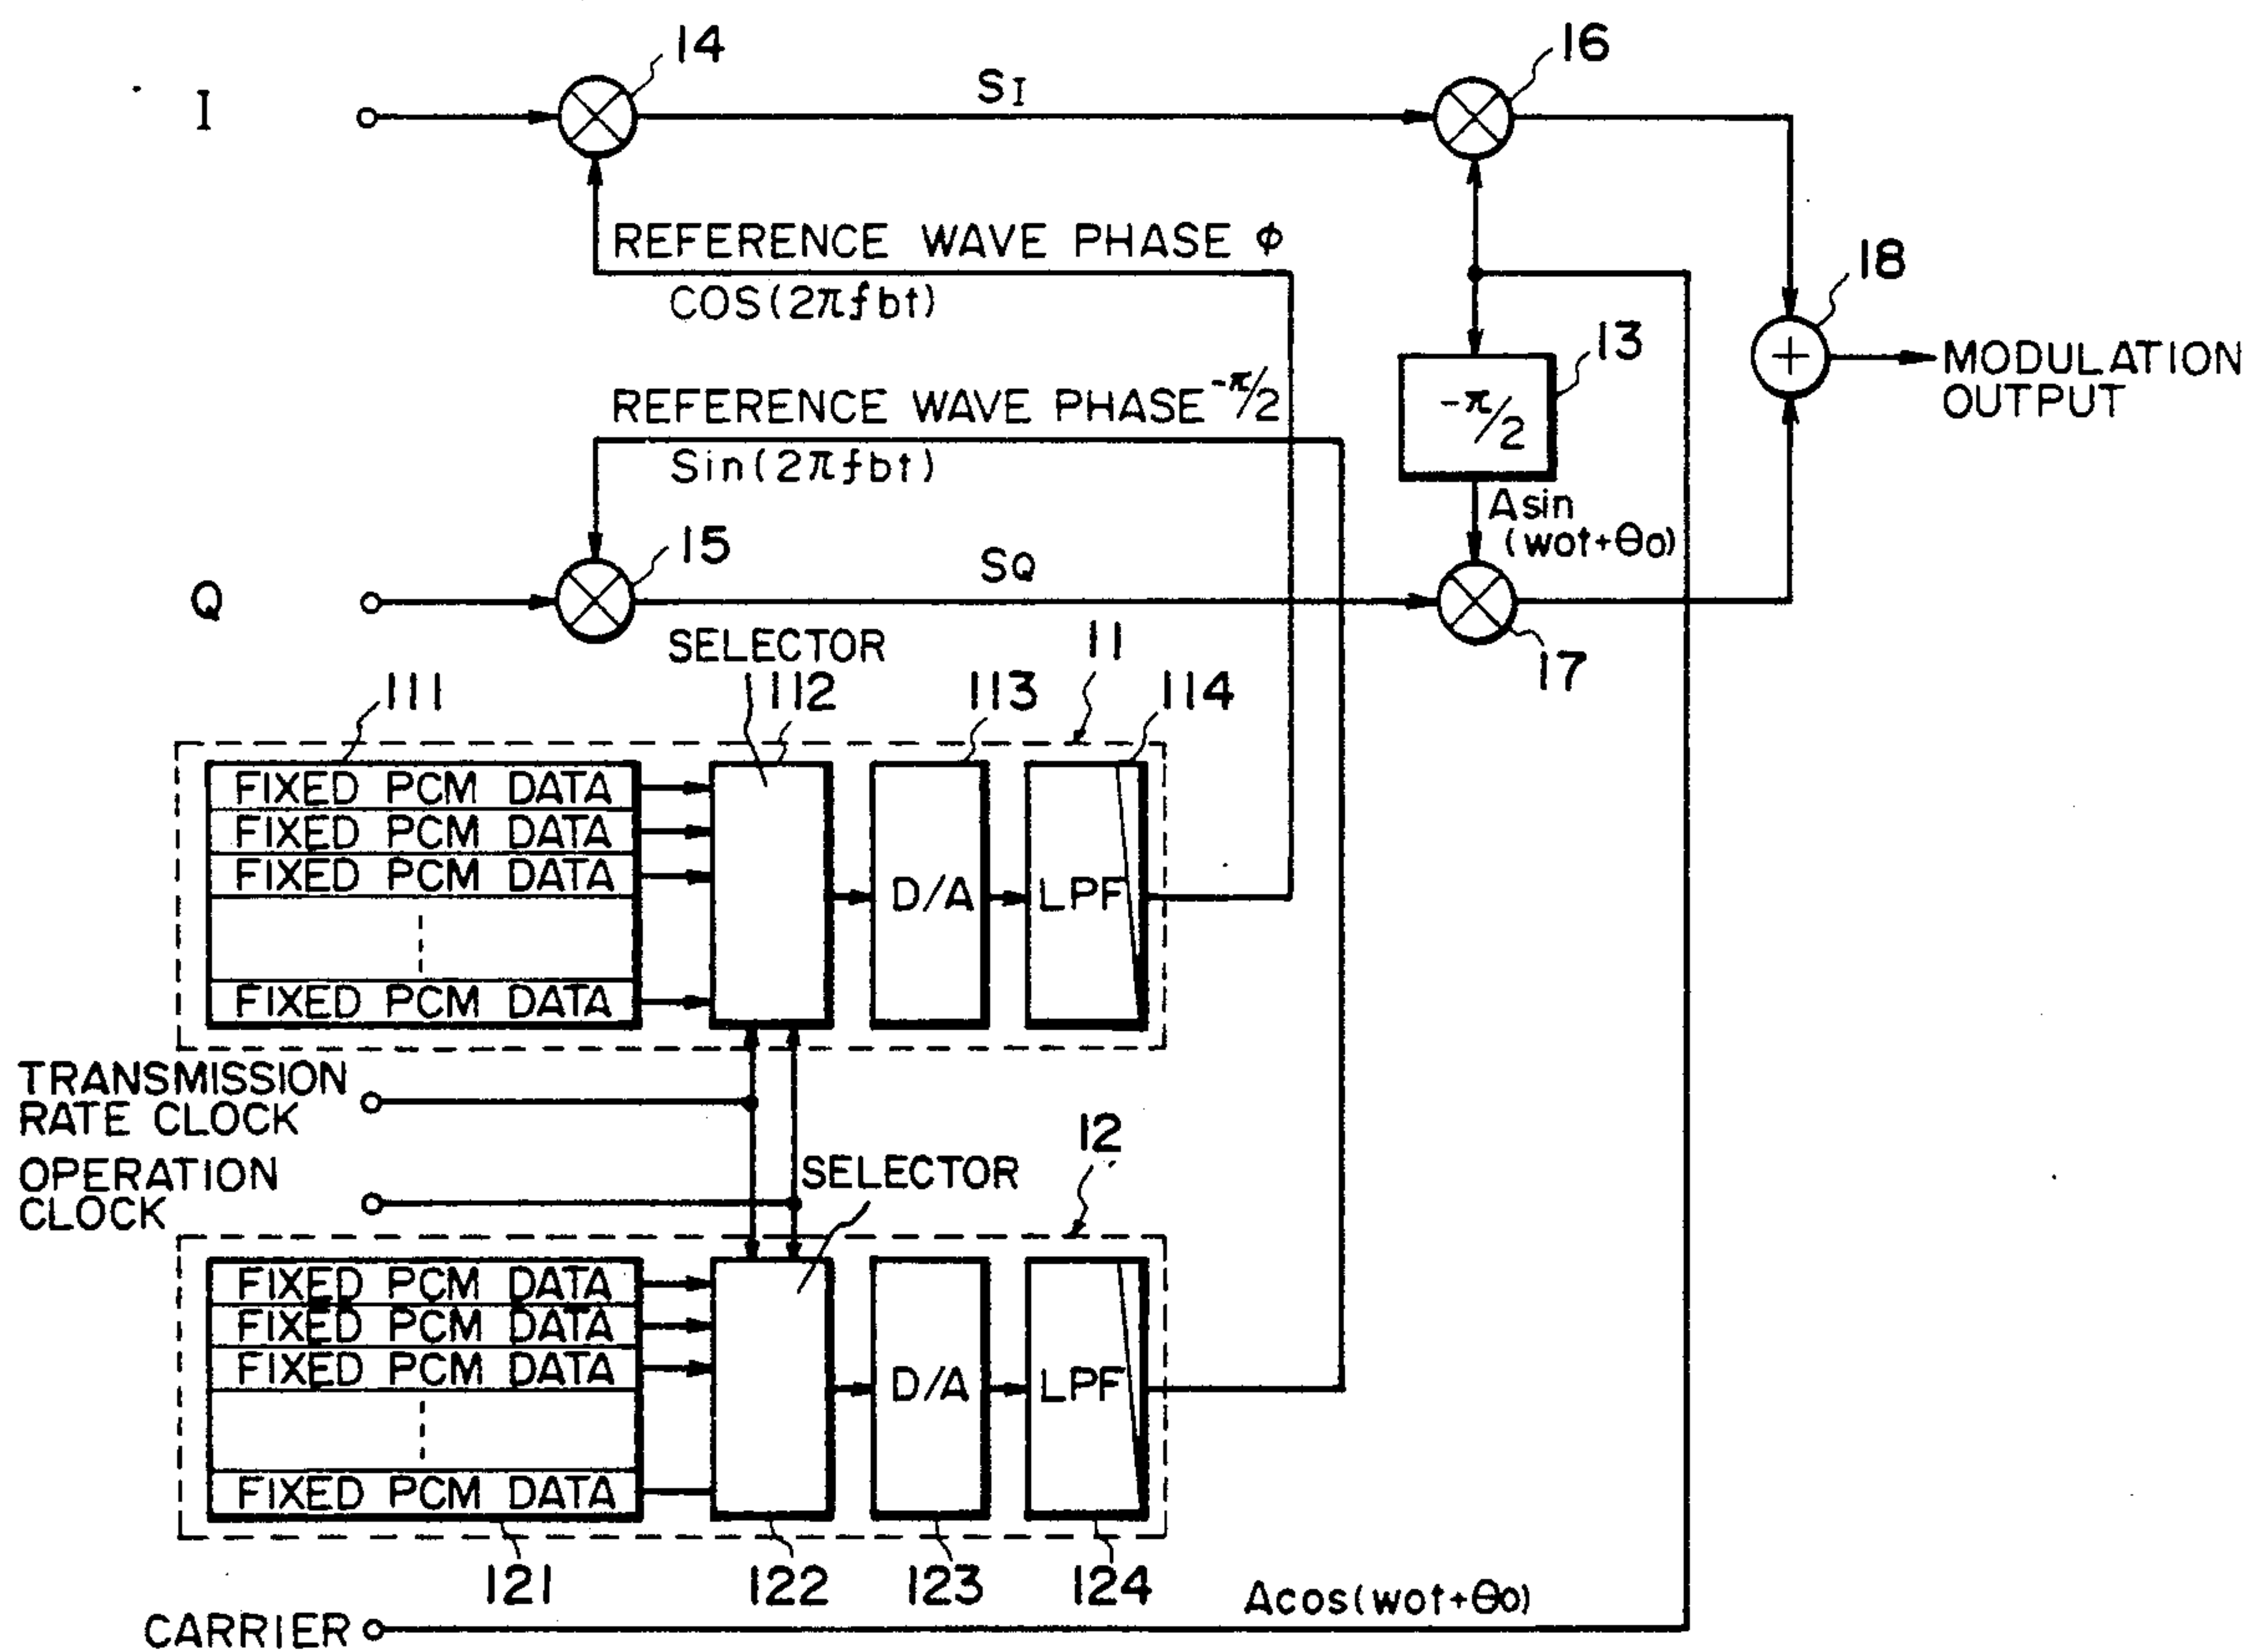 14
16
I
SI
REFERENCE WAVE PHASE ϕ
COS(2πfbt)
18
13
-π/2
MODULATION
OUTPUT
REFERENCE WAVE PHASE -π/2
Sin(2πfbt)
Asin
(wot+θo)
15
Q
SQ
17
SELECTOR
11
111
112
113
114
FIXED PCM DATA
FIXED PCM DATA
FIXED PCM DATA
D/A
LPF
FIXED PCM DATA
TRANSMISSION
RATE CLOCK
12
OPERATION
CLOCK
SELECTOR
FIXED PCM DATA
FIXED PCM DATA
FIXED PCM DATA
D/A
LPF
FIXED PCM DATA
121
122
123
124
Acos(wot+θo)
CARRIER